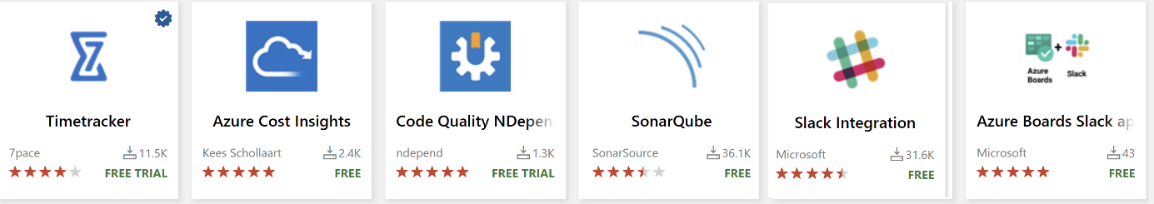 Timetracker
7pace 11.5K
FREE TRIAL
Azure Cost Insights
Kees Schollaart 2.4K
FREE
Code Quality NDepen
ndepend 1.3K
FREE TRIAL
SonarQube
SonarSource 36.1K
FREE
Slack Integration
Microsoft 31.6K
FREE
Azure + Slack
Boards
Azure Boards Slack ap
Microsoft 43
FREE